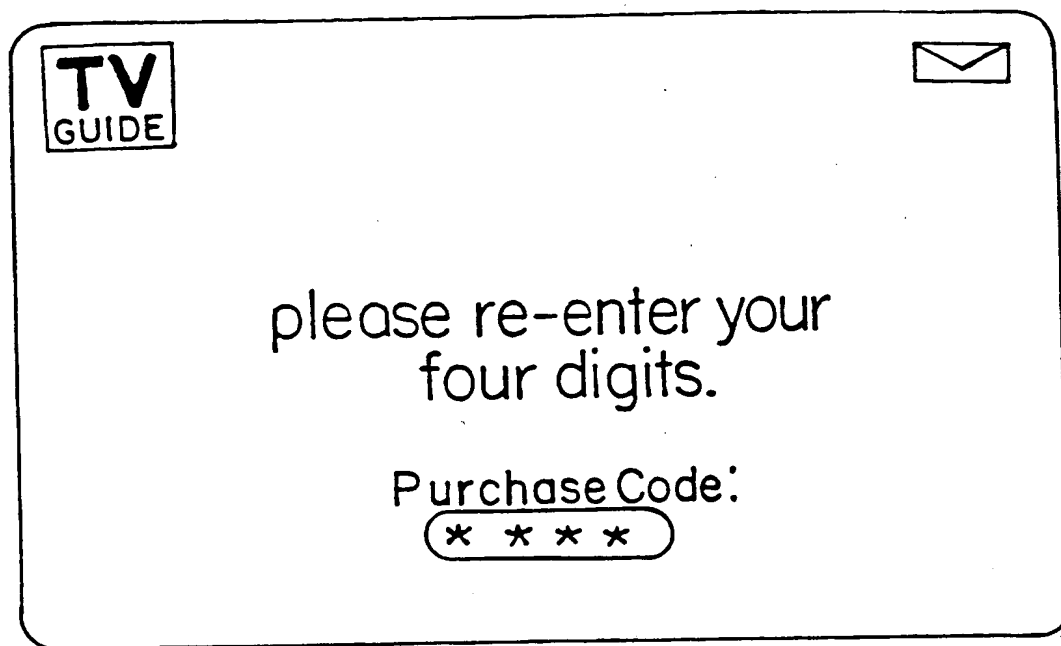 TV
GUIDE
please re-enter your
four digits.
Purchase Code:
* * * *